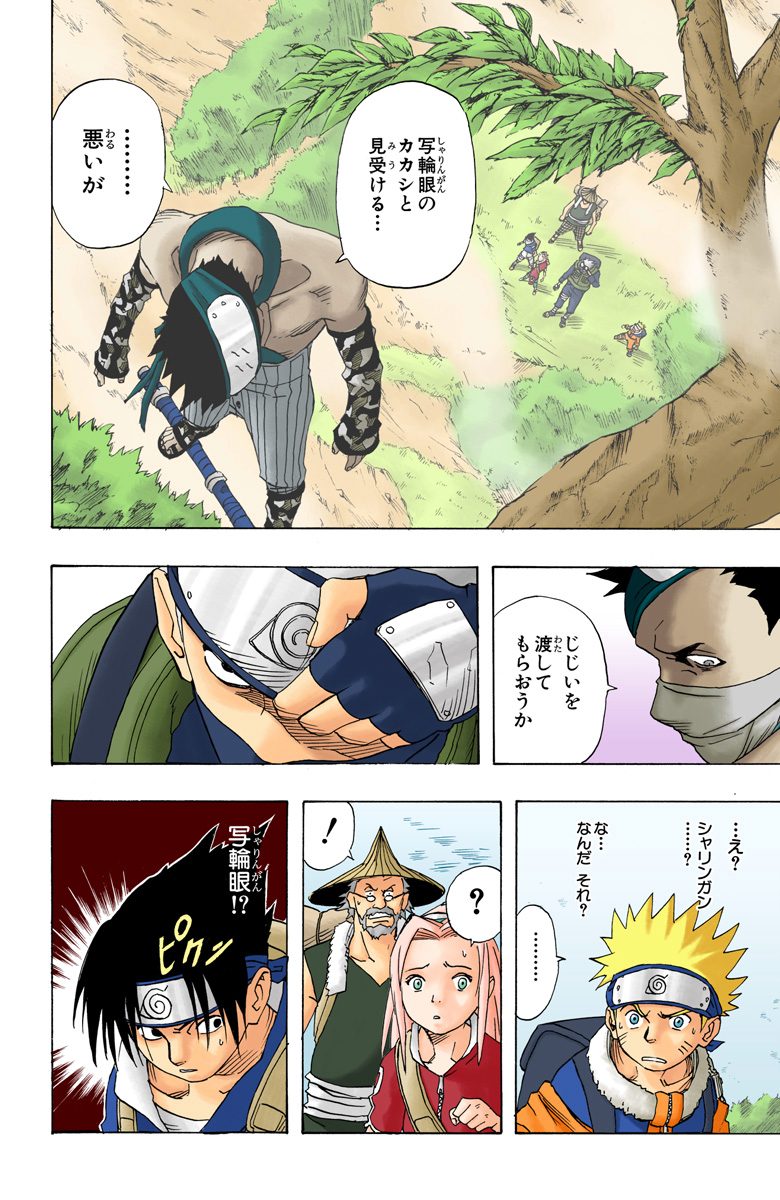 写輪眼の
カカシと
見受ける…
………
悪いが
じじいを
渡して
もらおうか
…え?
シャリンガン
……?
な…
なんだ それ?
………
?
!
写輪眼!?
ピクン